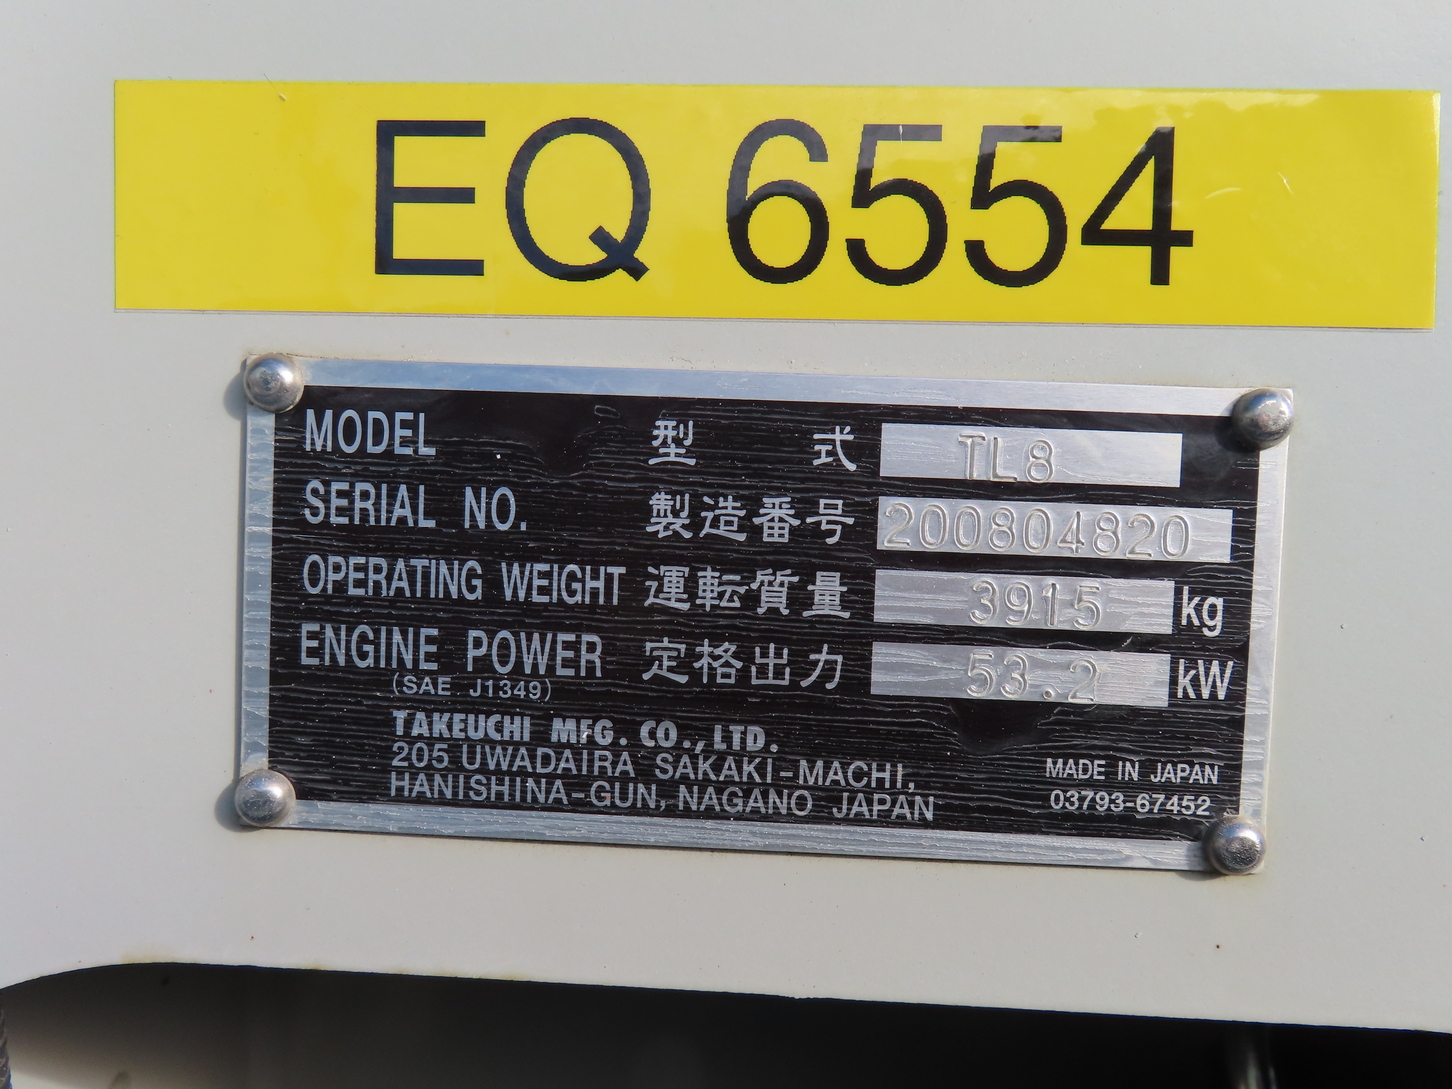 EQ 6554
MODEL 型 式 TL8
SERIAL NO. 製造番号 200804820
OPERATING WEIGHT 運転質量 3915 kg
ENGINE POWER 定格出力 53.2 kW
(SAE J1349)
TAKEUCHI MFG. CO., LTD.
205 UWADAIRA SAKAKI-MACHI,
HANISHINA-GUN, NAGANO JAPAN
MADE IN JAPAN
03793-67452